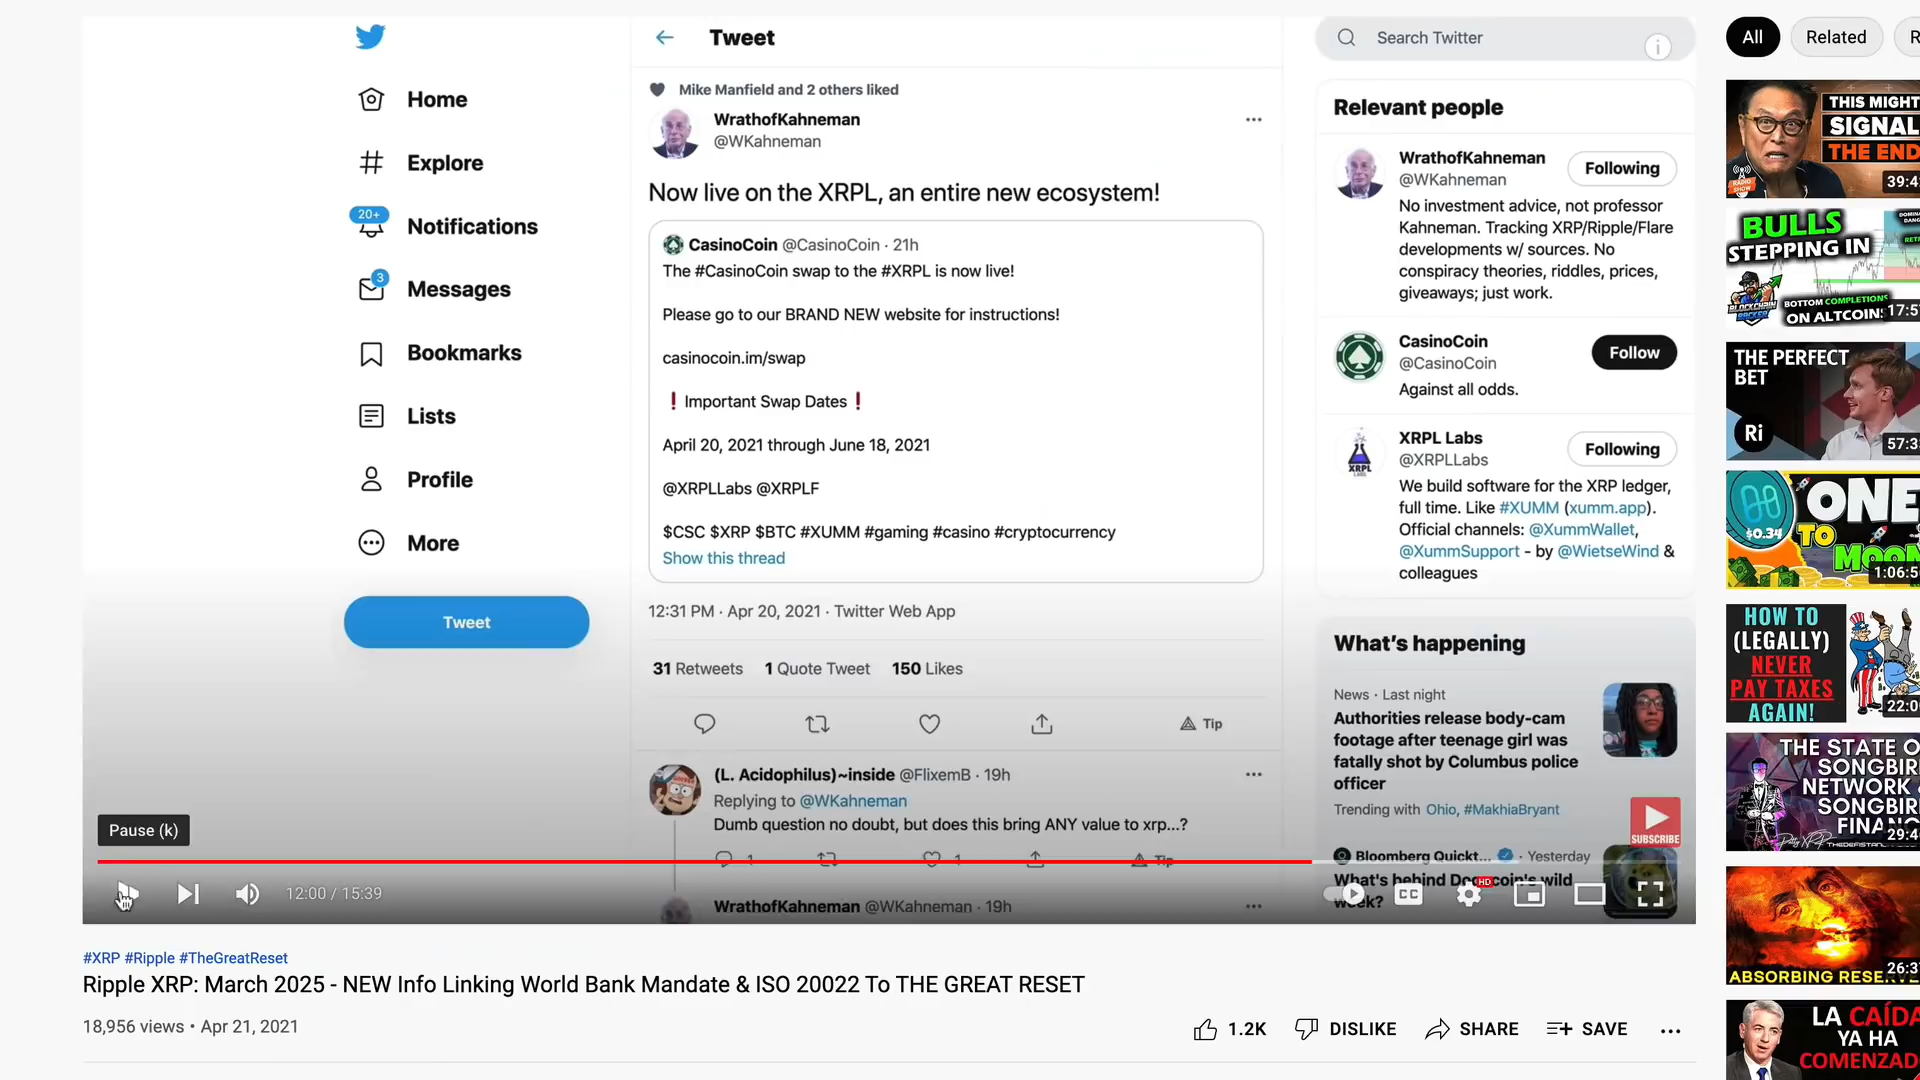 Home
Explore
20+
Notifications
3
Messages
Bookmarks
Lists
Profile
More
Tweet
Tweet
Mike Manfield and 2 others liked
WrathofKahneman
@WKahneman
Now live on the XRPL, an entire new ecosystem!
CasinoCoin @CasinoCoin · 21h
The #CasinoCoin swap to the #XRPL is now live!
Please go to our BRAND NEW website for instructions!
casinocoin.im/swap
❗Important Swap Dates❗
April 20, 2021 through June 18, 2021
@XRPLLabs @XRPLF
$CSC $XRP $BTC #XUMM #gaming #casino #cryptocurrency
Show this thread
12:31 PM · Apr 20, 2021 · Twitter Web App
31 Retweets 1 Quote Tweet 150 Likes
Tip
(L. Acidophilus)~inside @FlixemB · 19h
Replying to @WKahneman
Dumb question no doubt, but does this bring ANY value to xrp...?
1
1
Tip
WrathofKahneman @WKahneman · 19h
Search Twitter
Relevant people
WrathofKahneman
@WKahneman
Following
No investment advice, not professor
Kahneman. Tracking XRP/Ripple/Flare
developments w/ sources. No
conspiracy theories, riddles, prices,
giveaways; just work.
CasinoCoin
@CasinoCoin
Follow
Against all odds.
XRPL
LABS
XRPL Labs
@XRPLLabs
Following
We build software for the XRP ledger,
full time. Like #XUMM (xumm.app).
Official channels: @XummWallet,
@XummSupport - by @WietseWind &
colleagues
What's happening
News · Last night
Authorities release body-cam
footage after teenage girl was
fatally shot by Columbus police
officer
Trending with Ohio, #MakhiaBryant
SUBSCRIBE
Bloomberg Quickt... · Yesterday
What's behind Dogecoin's wild
week?
Pause (k)
12:00 / 15:39
CC
HD
#XRP #Ripple #TheGreatReset
Ripple XRP: March 2025 - NEW Info Linking World Bank Mandate & ISO 20022 To THE GREAT RESET
18,956 views • Apr 21, 2021
1.2K
DISLIKE
SHARE
SAVE
All
Related
R
THIS MIGHT
SIGNAL
THE END
RADIO
SHOW
39:4
BULLS
STEPPING IN
BLOCKCHAIN
BACKER
BOTTOM COMPLETIONS
ON ALTCOIN
17:5
THE PERFECT
BET
Ri
57:3
ONE
$0.34
TO
MOON
1:06:5
HOW TO
(LEGALLY)
NEVER
PAY TAXES
AGAIN!
22:0
THE STATE O
SONGBIR
NETWORK
SONGBIR
FINA
29:4
ABSORBING RESE
26:3
LA CAÍDA
YA HA
COMENZAD